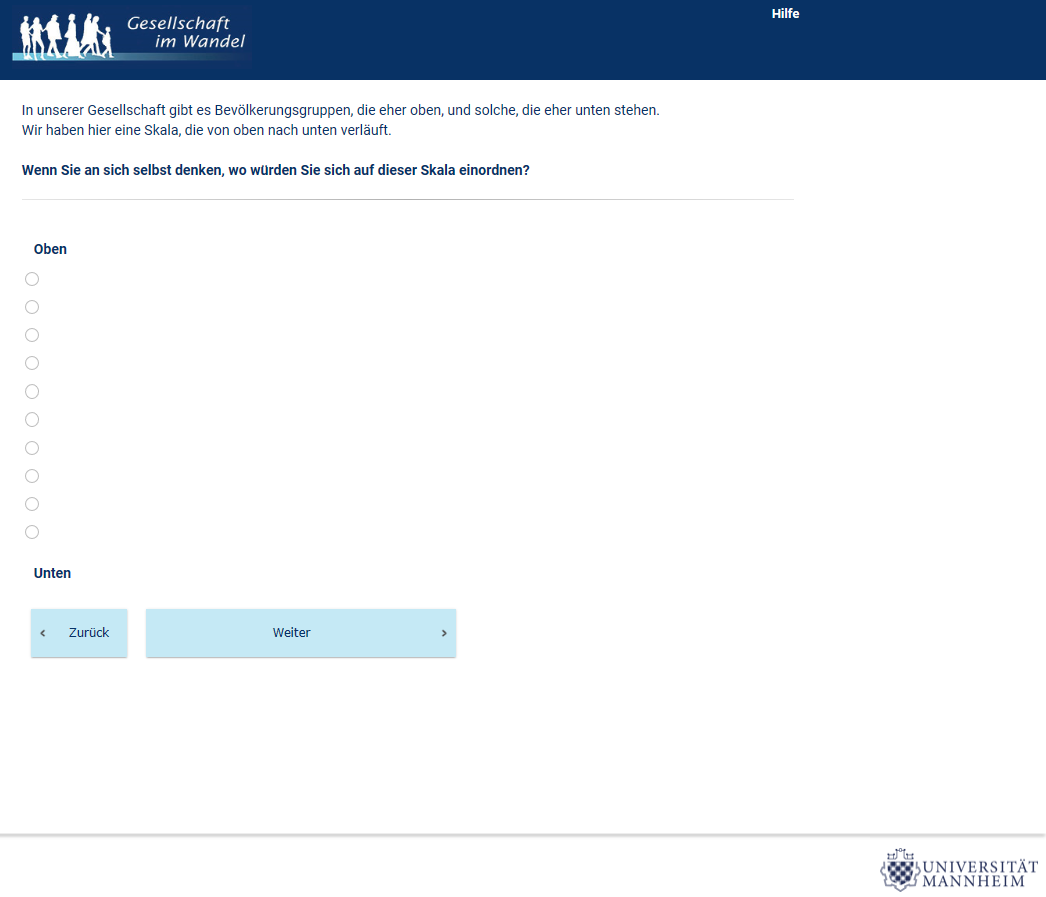 Gesellschaft
im Wandel
Hilfe
In unserer Gesellschaft gibt es Bevölkerungsgruppen, die eher oben, und solche, die eher unten stehen.
Wir haben hier eine Skala, die von oben nach unten verläuft.
Wenn Sie an sich selbst denken, wo würden Sie sich auf dieser Skala einordnen?
Oben
Unten
‹ Zurück
Weiter ›
UNIVERSITÄT
MANNHEIM